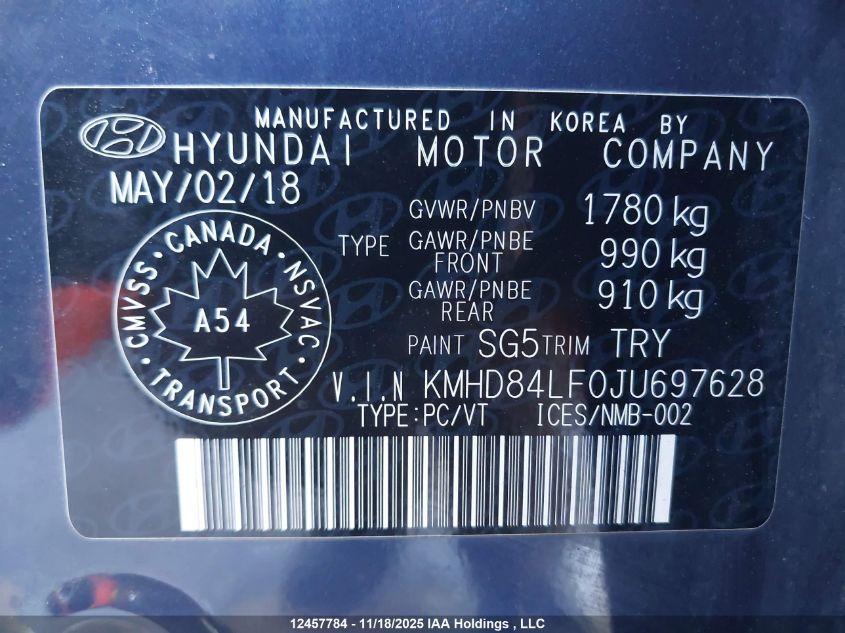 MANUFACTURED IN KOREA BY
HYUNDAI MOTOR COMPANY
MAY/02/18
GVWR/PNBV 1780 kg
TYPE GAWR/PNBE FRONT 990 kg
GAWR/PNBE REAR 910 kg
PAINT SG5 TRIM TRY
CMVSS · CANADA · NSVAC · TRANSPORT ·
A54
V.I.N KMHD84LF0JU697628
TYPE:PC/VT ICES/NMB-002
12457784 - 11/18/2025 IAA Holdings , LLC